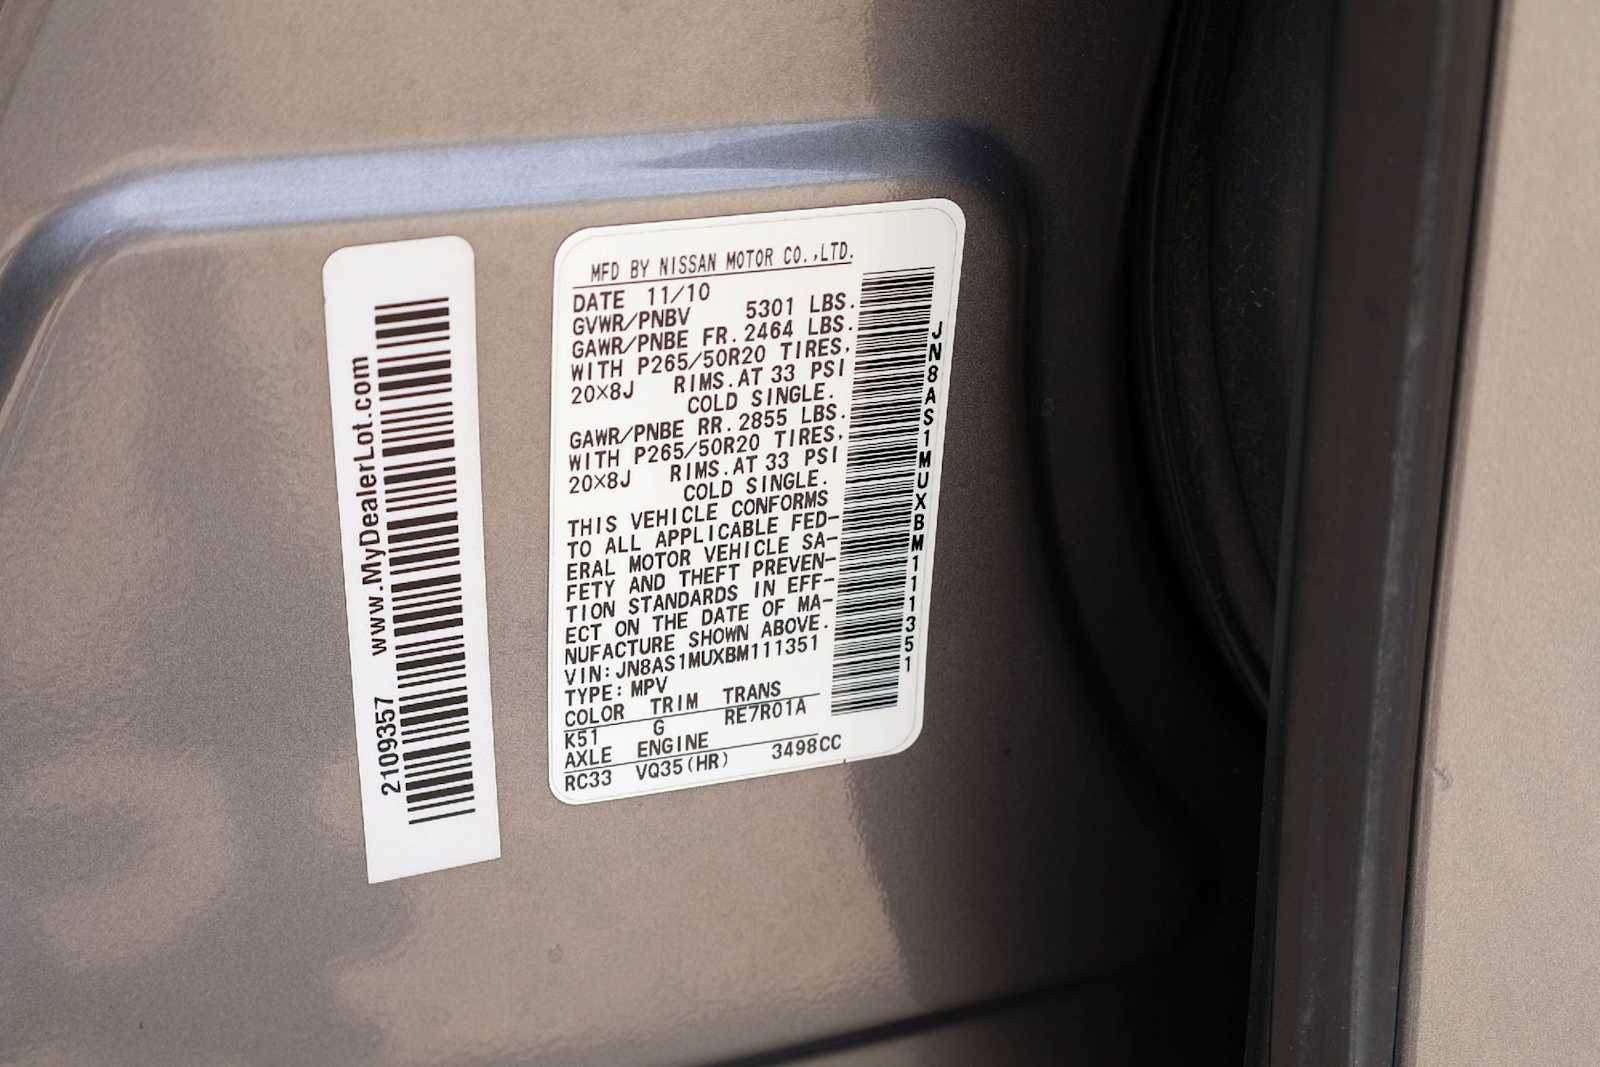 www.MyDealerLot.com
2109357
MFD BY NISSAN MOTOR CO.,LTD.
DATE 11/10
GVWR/PNBV 5301 LBS.
GAWR/PNBE FR. 2464 LBS.
WITH P265/50R20 TIRES,
20×8J RIMS. AT 33 PSI
COLD SINGLE.
GAWR/PNBE RR. 2855 LBS.
WITH P265/50R20 TIRES,
20×8J RIMS. AT 33 PSI
COLD SINGLE.
THIS VEHICLE CONFORMS
TO ALL APPLICABLE FED-
ERAL MOTOR VEHICLE SA-
FETY AND THEFT PREVEN-
TION STANDARDS IN EFF-
ECT ON THE DATE OF MA-
NUFACTURE SHOWN ABOVE.
VIN: JN8AS1MUXBM111351
TYPE: MPV
COLOR TRIM TRANS
K51 G RE7R01A
AXLE ENGINE
RC33 VQ35(HR) 3498CC
JN8AS1MUXBM111351